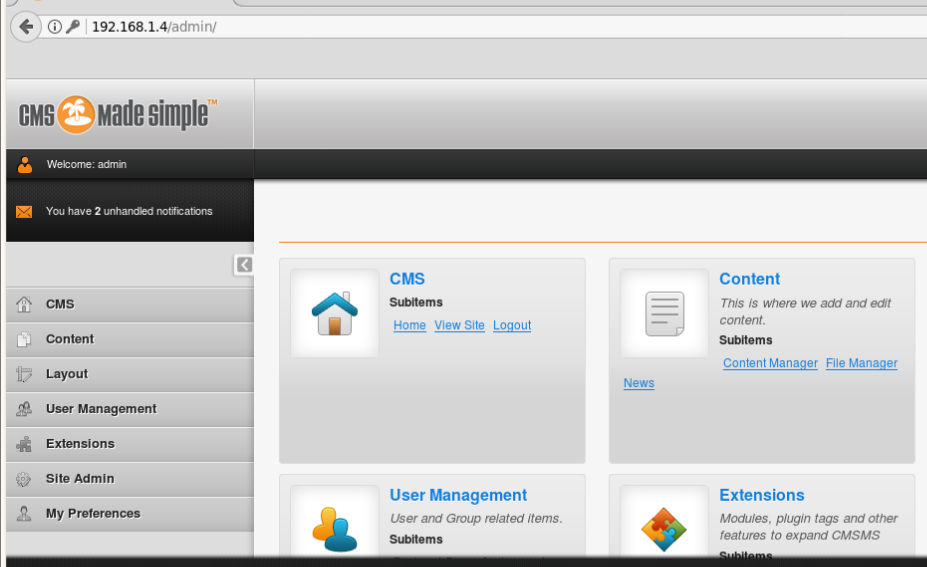 192.168.1.4/admin/
CMS made simple™
Welcome: admin
You have 2 unhandled notifications
CMS
Content
Layout
User Management
Extensions
Site Admin
My Preferences
CMS
Subitems
Home View Site Logout
Content
This is where we add and edit
content.
Subitems
Content Manager File Manager
News
User Management
User and Group related items.
Subitems
Extensions
Modules, plugin tags and other
features to expand CMSMS
Subitems